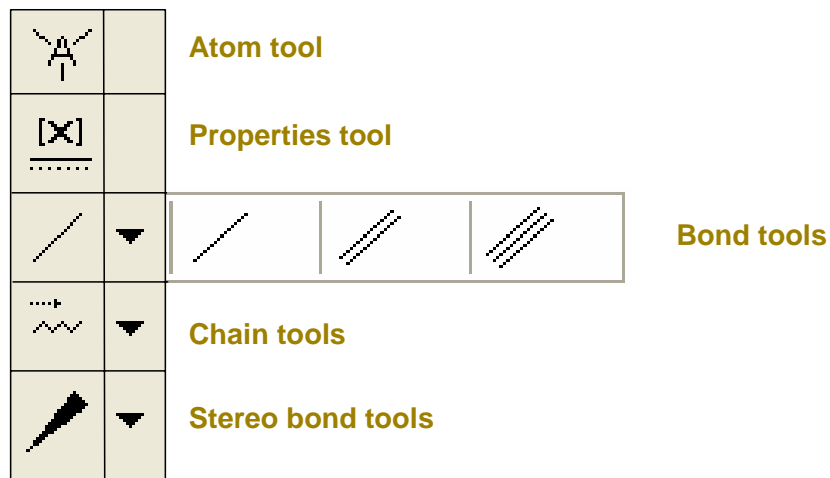 A
Atom tool
[X]
Properties tool
Bond tools
Chain tools
Stereo bond tools